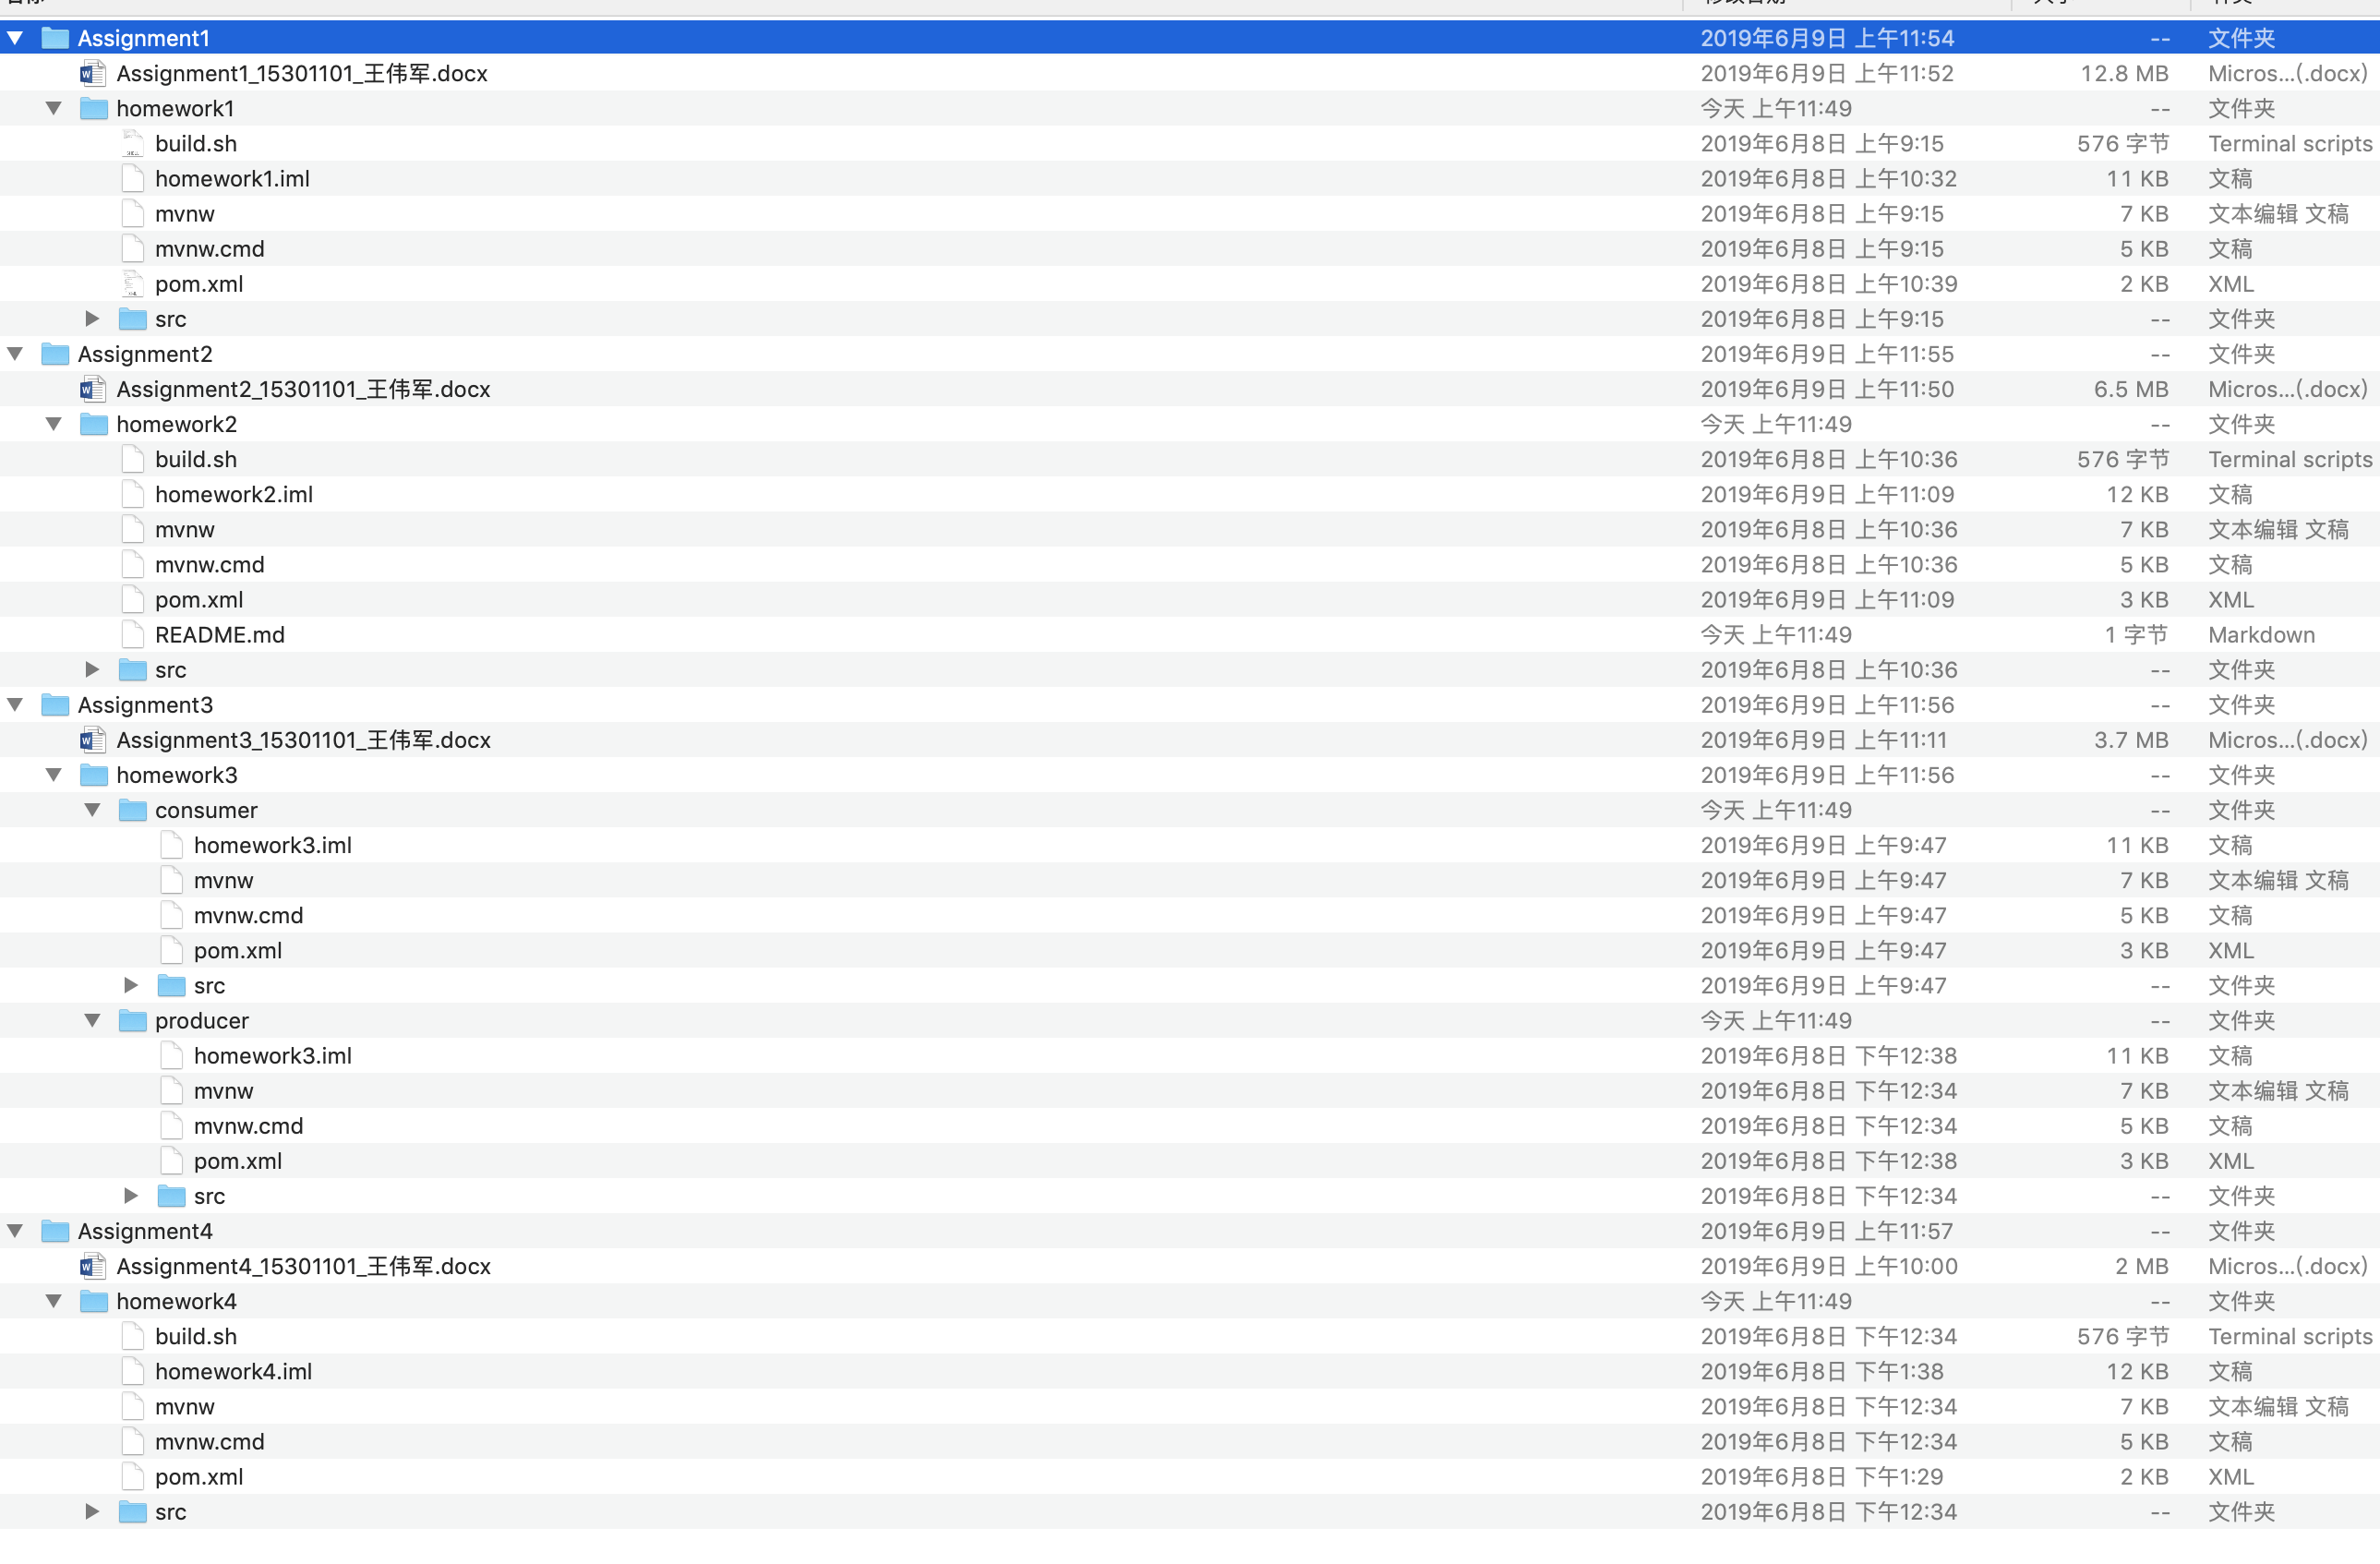 Assignment1 2019年6月9日 上午11:54 -- 文件夹
Assignment1_15301101_王伟军.docx 2019年6月9日 上午11:52 12.8 MB Micros...(.docx)
homework1 今天 上午11:49 -- 文件夹
build.sh 2019年6月8日 上午9:15 576 字节 Terminal scripts
homework1.iml 2019年6月8日 上午10:32 11 KB 文稿
mvnw 2019年6月8日 上午9:15 7 KB 文本编辑 文稿
mvnw.cmd 2019年6月8日 上午9:15 5 KB 文稿
pom.xml 2019年6月8日 上午10:39 2 KB XML
src 2019年6月8日 上午9:15 -- 文件夹
Assignment2 2019年6月9日 上午11:55 -- 文件夹
Assignment2_15301101_王伟军.docx 2019年6月9日 上午11:50 6.5 MB Micros...(.docx)
homework2 今天 上午11:49 -- 文件夹
build.sh 2019年6月8日 上午10:36 576 字节 Terminal scripts
homework2.iml 2019年6月9日 上午11:09 12 KB 文稿
mvnw 2019年6月8日 上午10:36 7 KB 文本编辑 文稿
mvnw.cmd 2019年6月8日 上午10:36 5 KB 文稿
pom.xml 2019年6月9日 上午11:09 3 KB XML
README.md 今天 上午11:49 1 字节 Markdown
src 2019年6月8日 上午10:36 -- 文件夹
Assignment3 2019年6月9日 上午11:56 -- 文件夹
Assignment3_15301101_王伟军.docx 2019年6月9日 上午11:11 3.7 MB Micros...(.docx)
homework3 2019年6月9日 上午11:56 -- 文件夹
consumer 今天 上午11:49 -- 文件夹
homework3.iml 2019年6月9日 上午9:47 11 KB 文稿
mvnw 2019年6月9日 上午9:47 7 KB 文本编辑 文稿
mvnw.cmd 2019年6月9日 上午9:47 5 KB 文稿
pom.xml 2019年6月9日 上午9:47 3 KB XML
src 2019年6月9日 上午9:47 -- 文件夹
producer 今天 上午11:49 -- 文件夹
homework3.iml 2019年6月8日 下午12:38 11 KB 文稿
mvnw 2019年6月8日 下午12:34 7 KB 文本编辑 文稿
mvnw.cmd 2019年6月8日 下午12:34 5 KB 文稿
pom.xml 2019年6月8日 下午12:38 3 KB XML
src 2019年6月8日 下午12:34 -- 文件夹
Assignment4 2019年6月9日 上午11:57 -- 文件夹
Assignment4_15301101_王伟军.docx 2019年6月9日 上午10:00 2 MB Micros...(.docx)
homework4 今天 上午11:49 -- 文件夹
build.sh 2019年6月8日 下午12:34 576 字节 Terminal scripts
homework4.iml 2019年6月8日 下午1:38 12 KB 文稿
mvnw 2019年6月8日 下午12:34 7 KB 文本编辑 文稿
mvnw.cmd 2019年6月8日 下午12:34 5 KB 文稿
pom.xml 2019年6月8日 下午1:29 2 KB XML
src 2019年6月8日 下午12:34 -- 文件夹